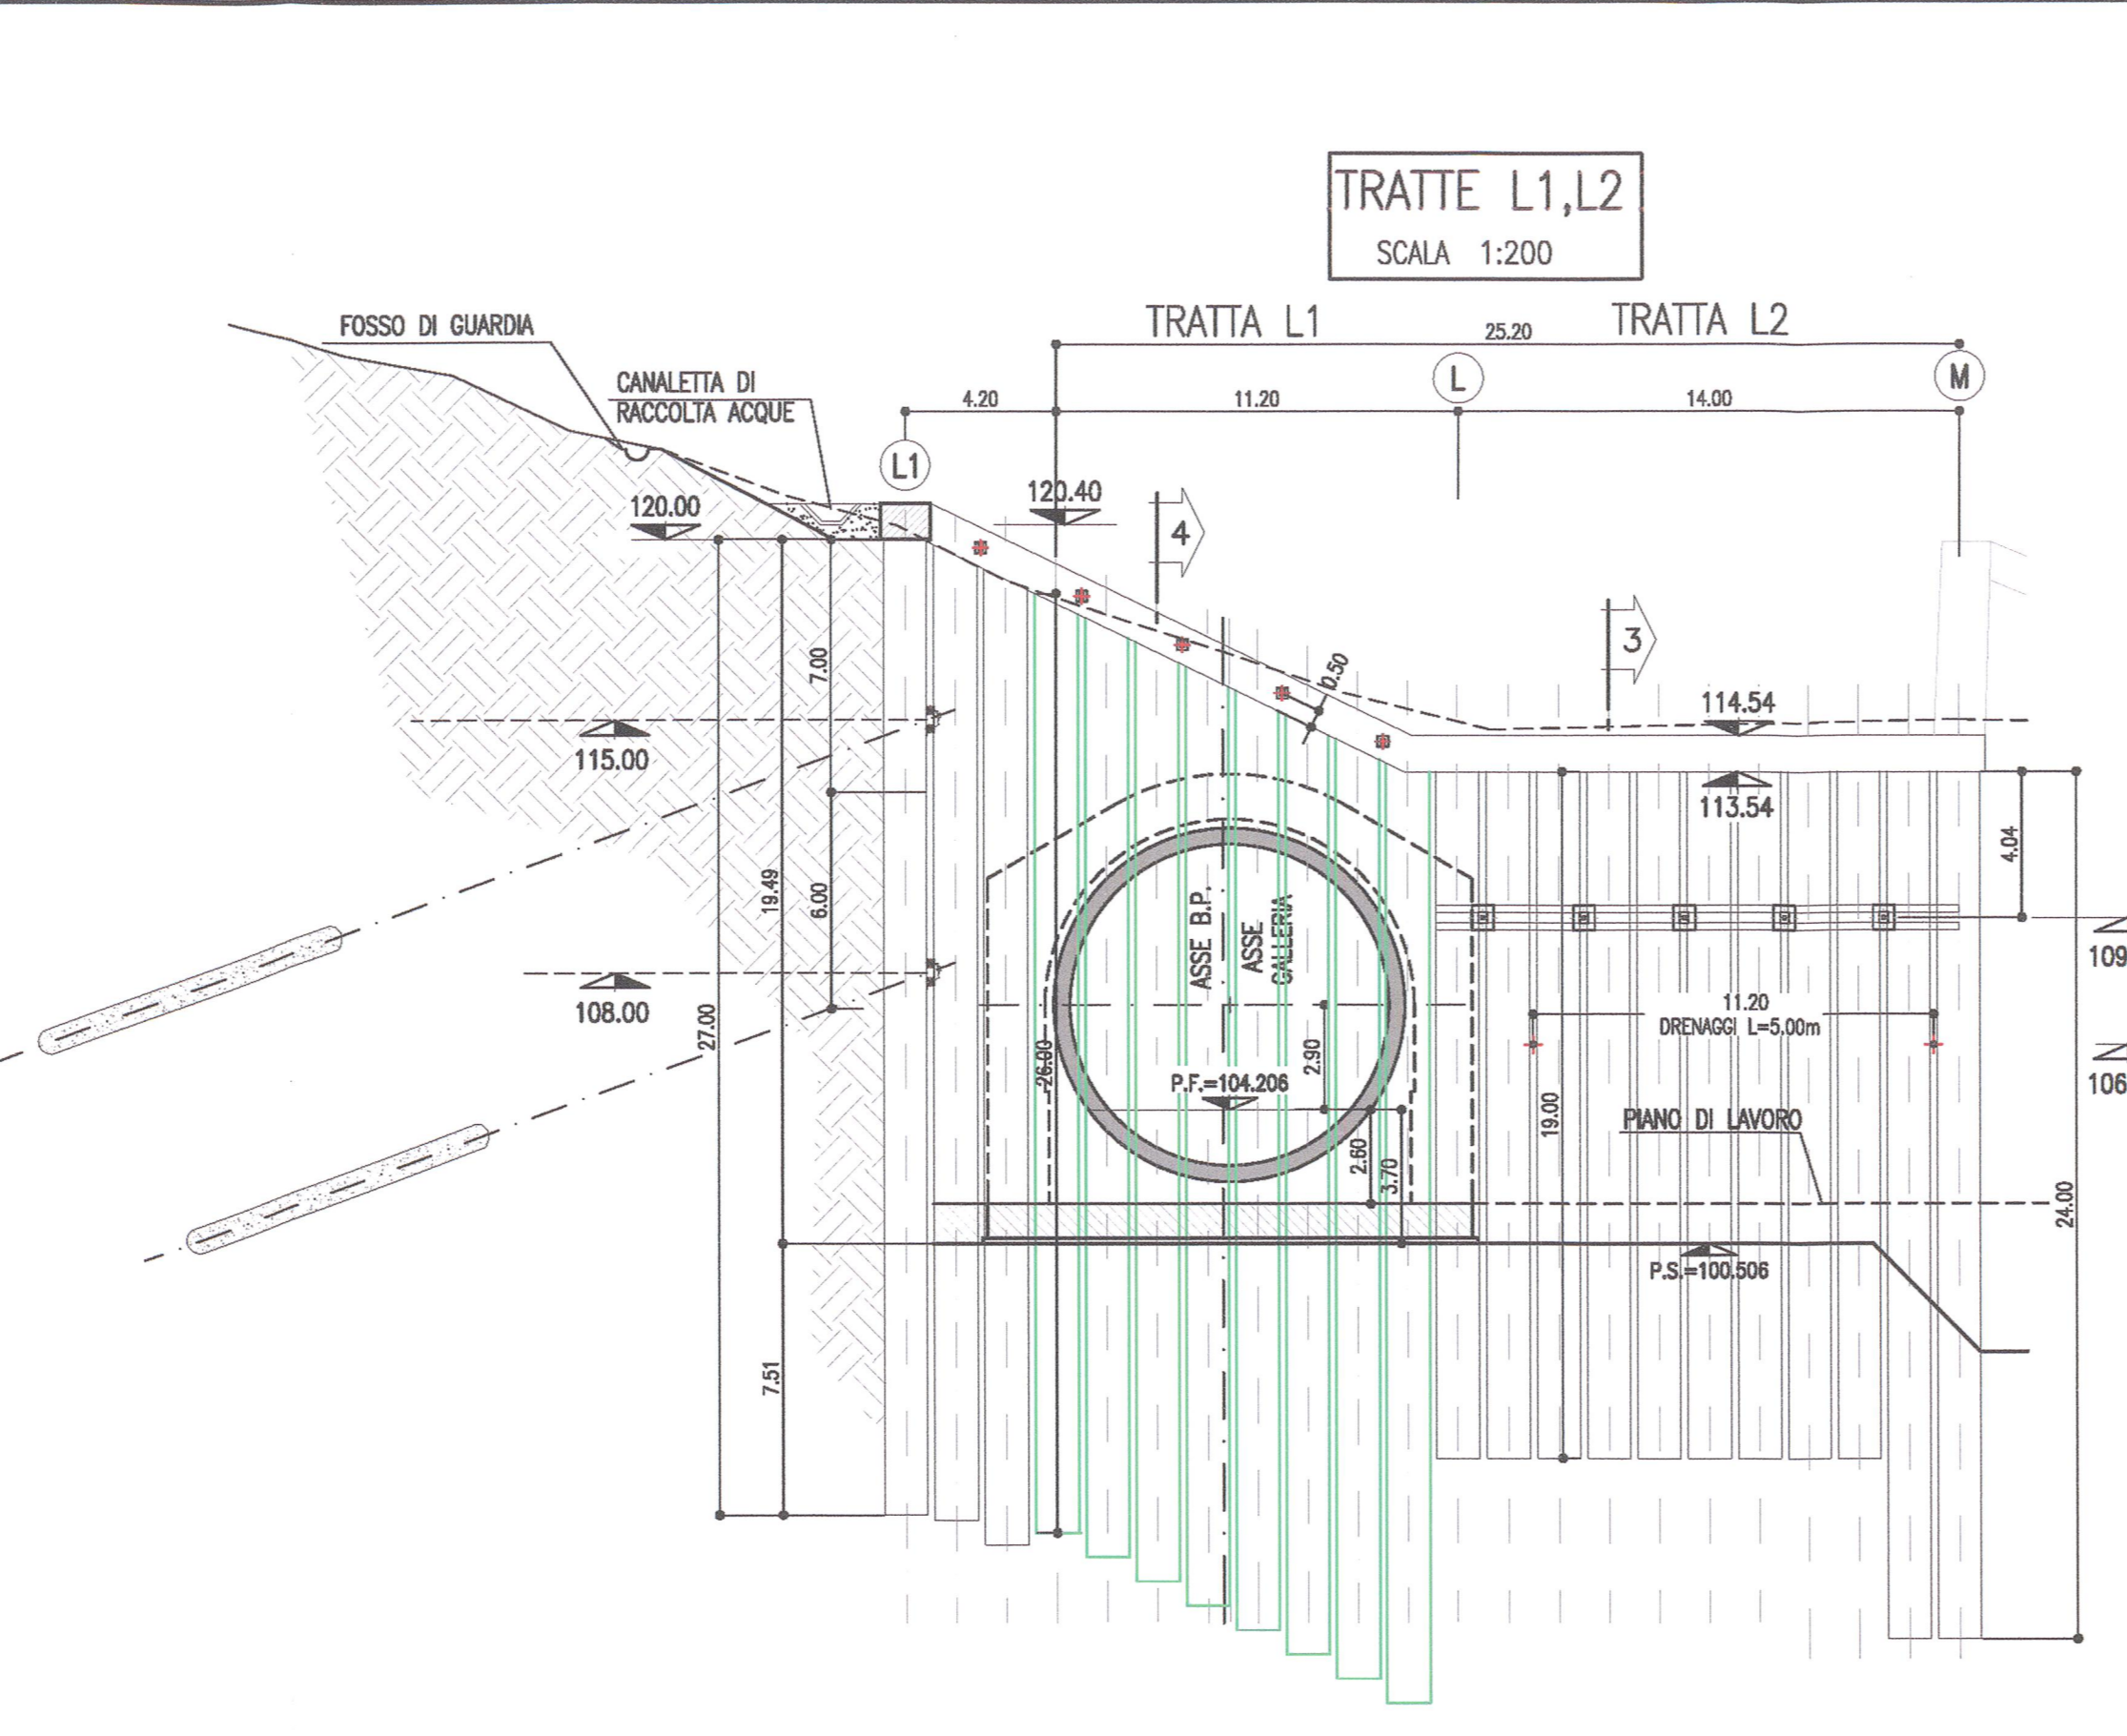 TRATTE L1,L2
SCALA 1:200
TRATTA L1
25.20
TRATTA L2
FOSSO DI GUARDIA
CANALETTA DI
RACCOLTA ACQUE
4.20
11.20
L
14.00
M
L1
120.00
120.40
4
3
7.00
0.50
115.00
114.54
113.54
4.04
19.49
6.00
ASSE B.P.
ASSE
GALLERIA
109
108.00
27.00
11.20
DRENAGGI L=5.00m
26.00
2.90
P.F.=104.206
106
19.00
PIANO DI LAVORO
2.60
3.70
24.00
P.S.=100.506
7.51